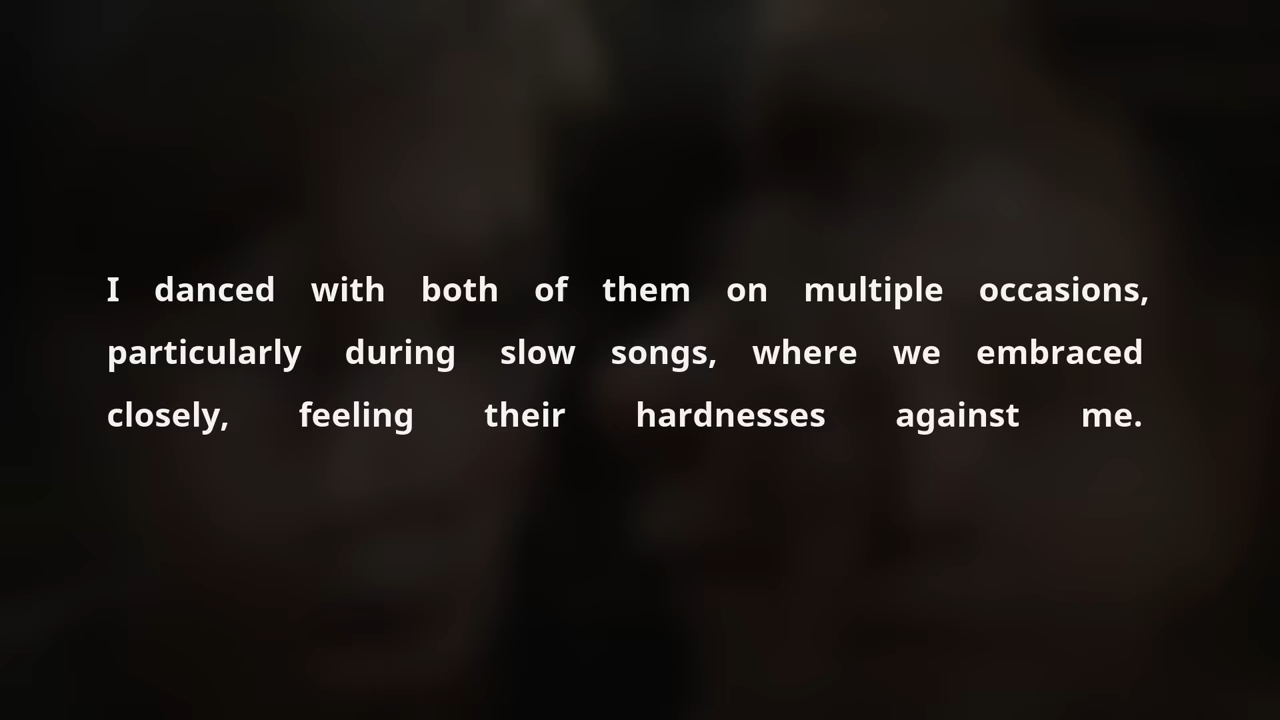 I danced with both of them on multiple occasions,
particularly during slow songs, where we embraced
closely, feeling their hardnesses against me.